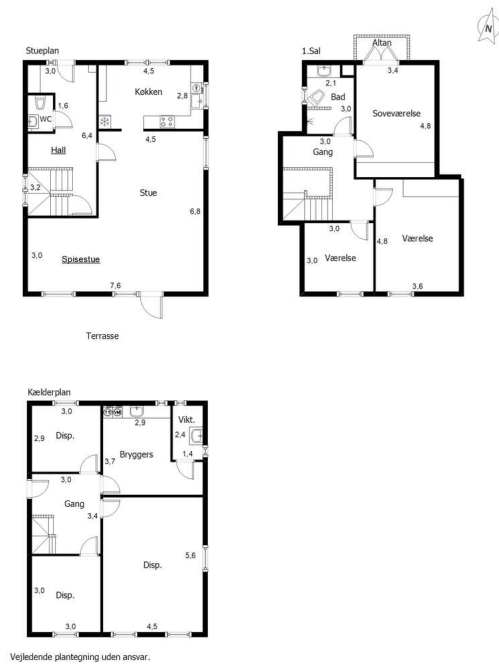 Stueplan
N
3,0
4,5
Køkken
2,8
1,6
WC
6,4
4,5
Hall
Stue
3,2
6,8
3,0
Spisestue
7,6
Terrasse
1.Sal
Altan
3,4
2,1
Bad
3,0
Soveværelse
4,8
3,0
Gang
3,0
4,8
Værelse
Værelse
3,0
3,6
Kælderplan
3,0
2,9
Disp.
2,9
Vikt.
2,4
Bryggers
1,4
3,7
3,0
Gang
3,4
5,6
Disp.
3,0
Disp.
3,0
4,5
Vejledende plantegning uden ansvar.